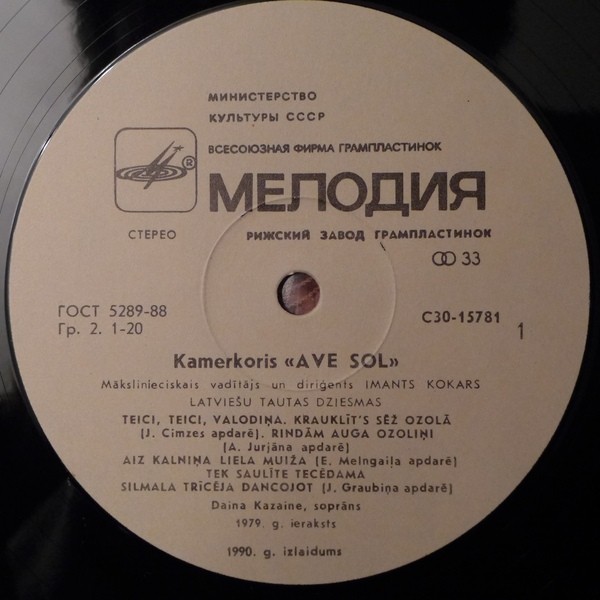 МИНИСТЕРСТВО
КУЛЬТУРЫ СССР
ВСЕСОЮЗНАЯ ФИРМА ГРАМПЛАСТИНОК
®
МЕЛОДИЯ
СТЕРЕО
РИЖСКИЙ ЗАВОД ГРАМПЛАСТИНОК
33
ГОСТ 5289-88
Гр. 2. 1-20
С30-15781
1
Kamerkoris «AVE SOL»
Mākslinieciskais vadītājs un diriģents IMANTS KOKARS
LATVIEŠU TAUTAS DZIESMAS
TEICI, TEICI, VALODIŅA. KRAUKLĪT'S SĒŽ OZOLĀ
(J. Cimzes apdarē). RINDĀM AUGA OZOLIŅI
(A. Jurjāna apdarē)
AIZ KALNIŅA LIELA MUIŽA (E. Melngaiļa apdarē)
TEK SAULĪTE TECĒDAMA
SILMALA TRĪCĒJA DANCOJOT (J. Graubiņa apdarē)
Daina Kazaine, soprāns
1979. g. ieraksts
1990. g. izlaidums